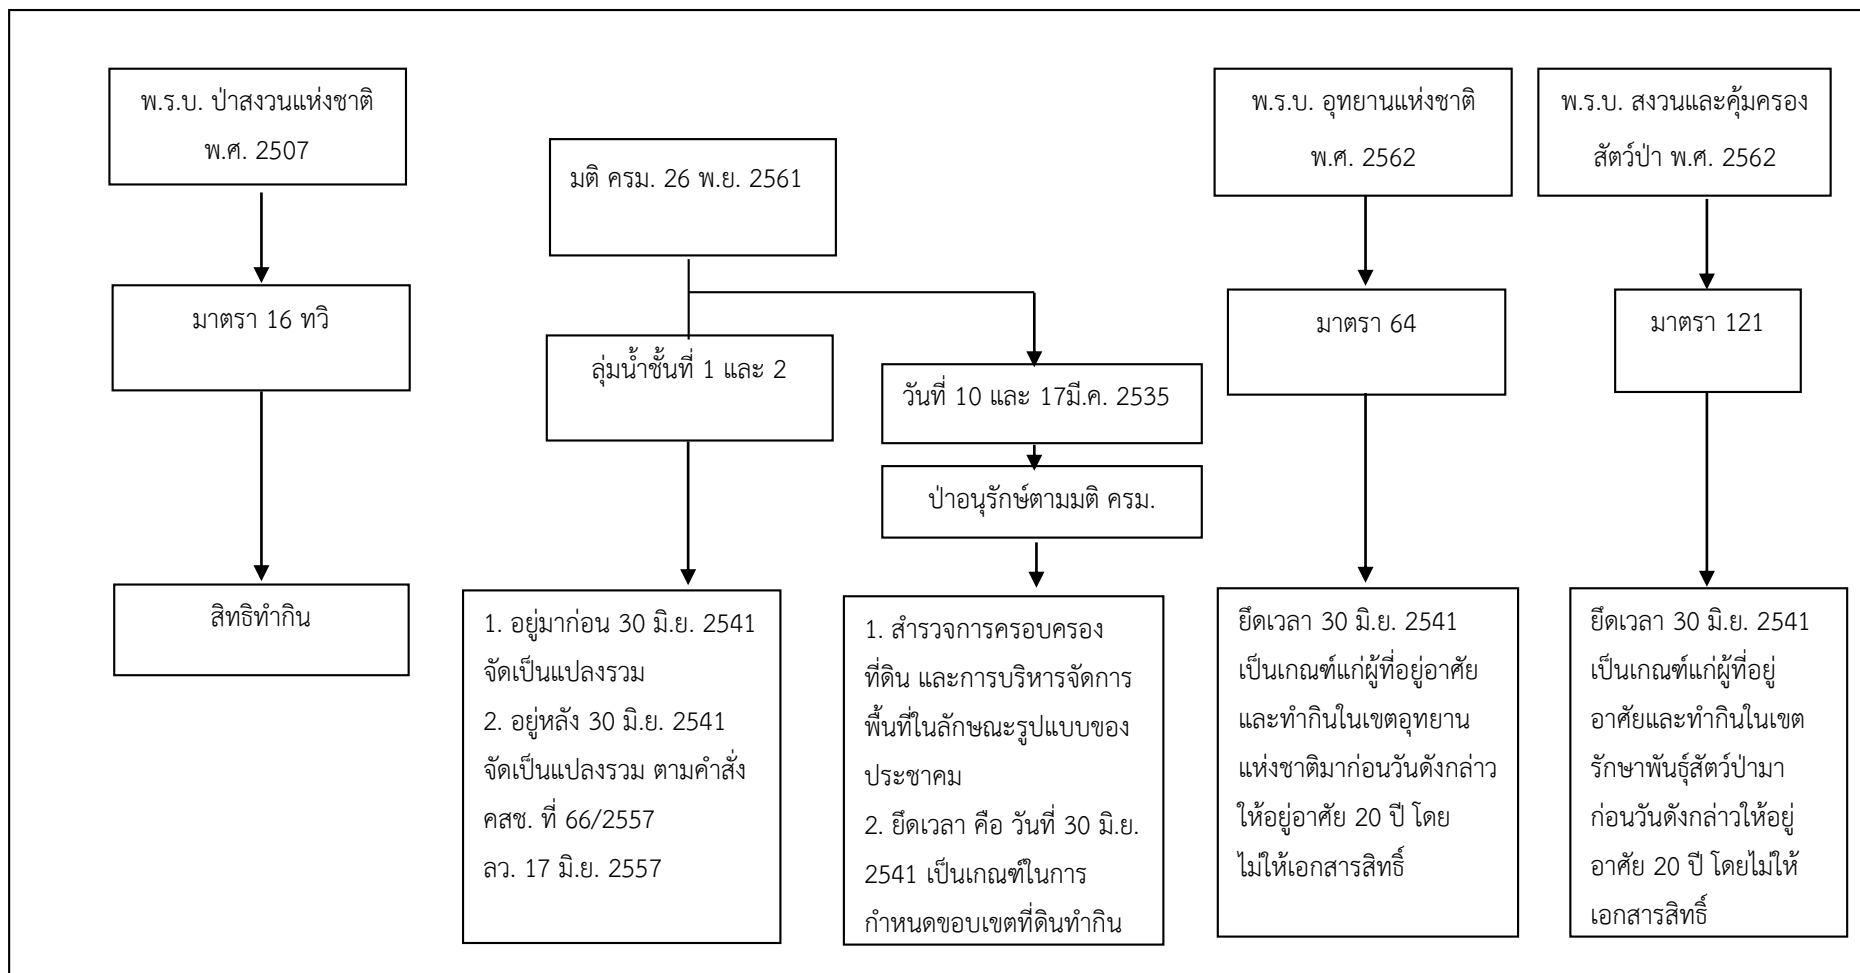 พ.ร.บ. ป่าสงวนแห่งชาติ
พ.ศ. 2507
มาตรา 16 ทวิ
สิทธิทำกิน
มติ ครม. 26 พ.ย. 2561
ลุ่มน้ำชั้นที่ 1 และ 2
1. อยู่มาก่อน 30 มิ.ย. 2541
จัดเป็นแปลงรวม
2. อยู่หลัง 30 มิ.ย. 2541
จัดเป็นแปลงรวม ตามคำสั่ง
คสช. ที่ 66/2557
ลว. 17 มิ.ย. 2557
วันที่ 10 และ 17มี.ค. 2535
ป่าอนุรักษ์ตามมติ ครม.
1. สำรวจการครอบครอง
ที่ดิน และการบริหารจัดการ
พื้นที่ในลักษณะรูปแบบของ
ประชาคม
2. ยึดเวลา คือ วันที่ 30 มิ.ย.
2541 เป็นเกณฑ์ในการ
กำหนดขอบเขตที่ดินทำกิน
พ.ร.บ. อุทยานแห่งชาติ
พ.ศ. 2562
มาตรา 64
ยึดเวลา 30 มิ.ย. 2541
เป็นเกณฑ์แก่ผู้ที่อยู่อาศัย
และทำกินในเขตอุทยาน
แห่งชาติมาก่อนวันดังกล่าว
ให้อยู่อาศัย 20 ปี โดย
ไม่ให้เอกสารสิทธิ์
พ.ร.บ. สงวนและคุ้มครอง
สัตว์ป่า พ.ศ. 2562
มาตรา 121
ยึดเวลา 30 มิ.ย. 2541
เป็นเกณฑ์แก่ผู้ที่อยู่
อาศัยและทำกินในเขต
รักษาพันธุ์สัตว์ป่ามา
ก่อนวันดังกล่าวให้อยู่
อาศัย 20 ปี โดยไม่ให้
เอกสารสิทธิ์